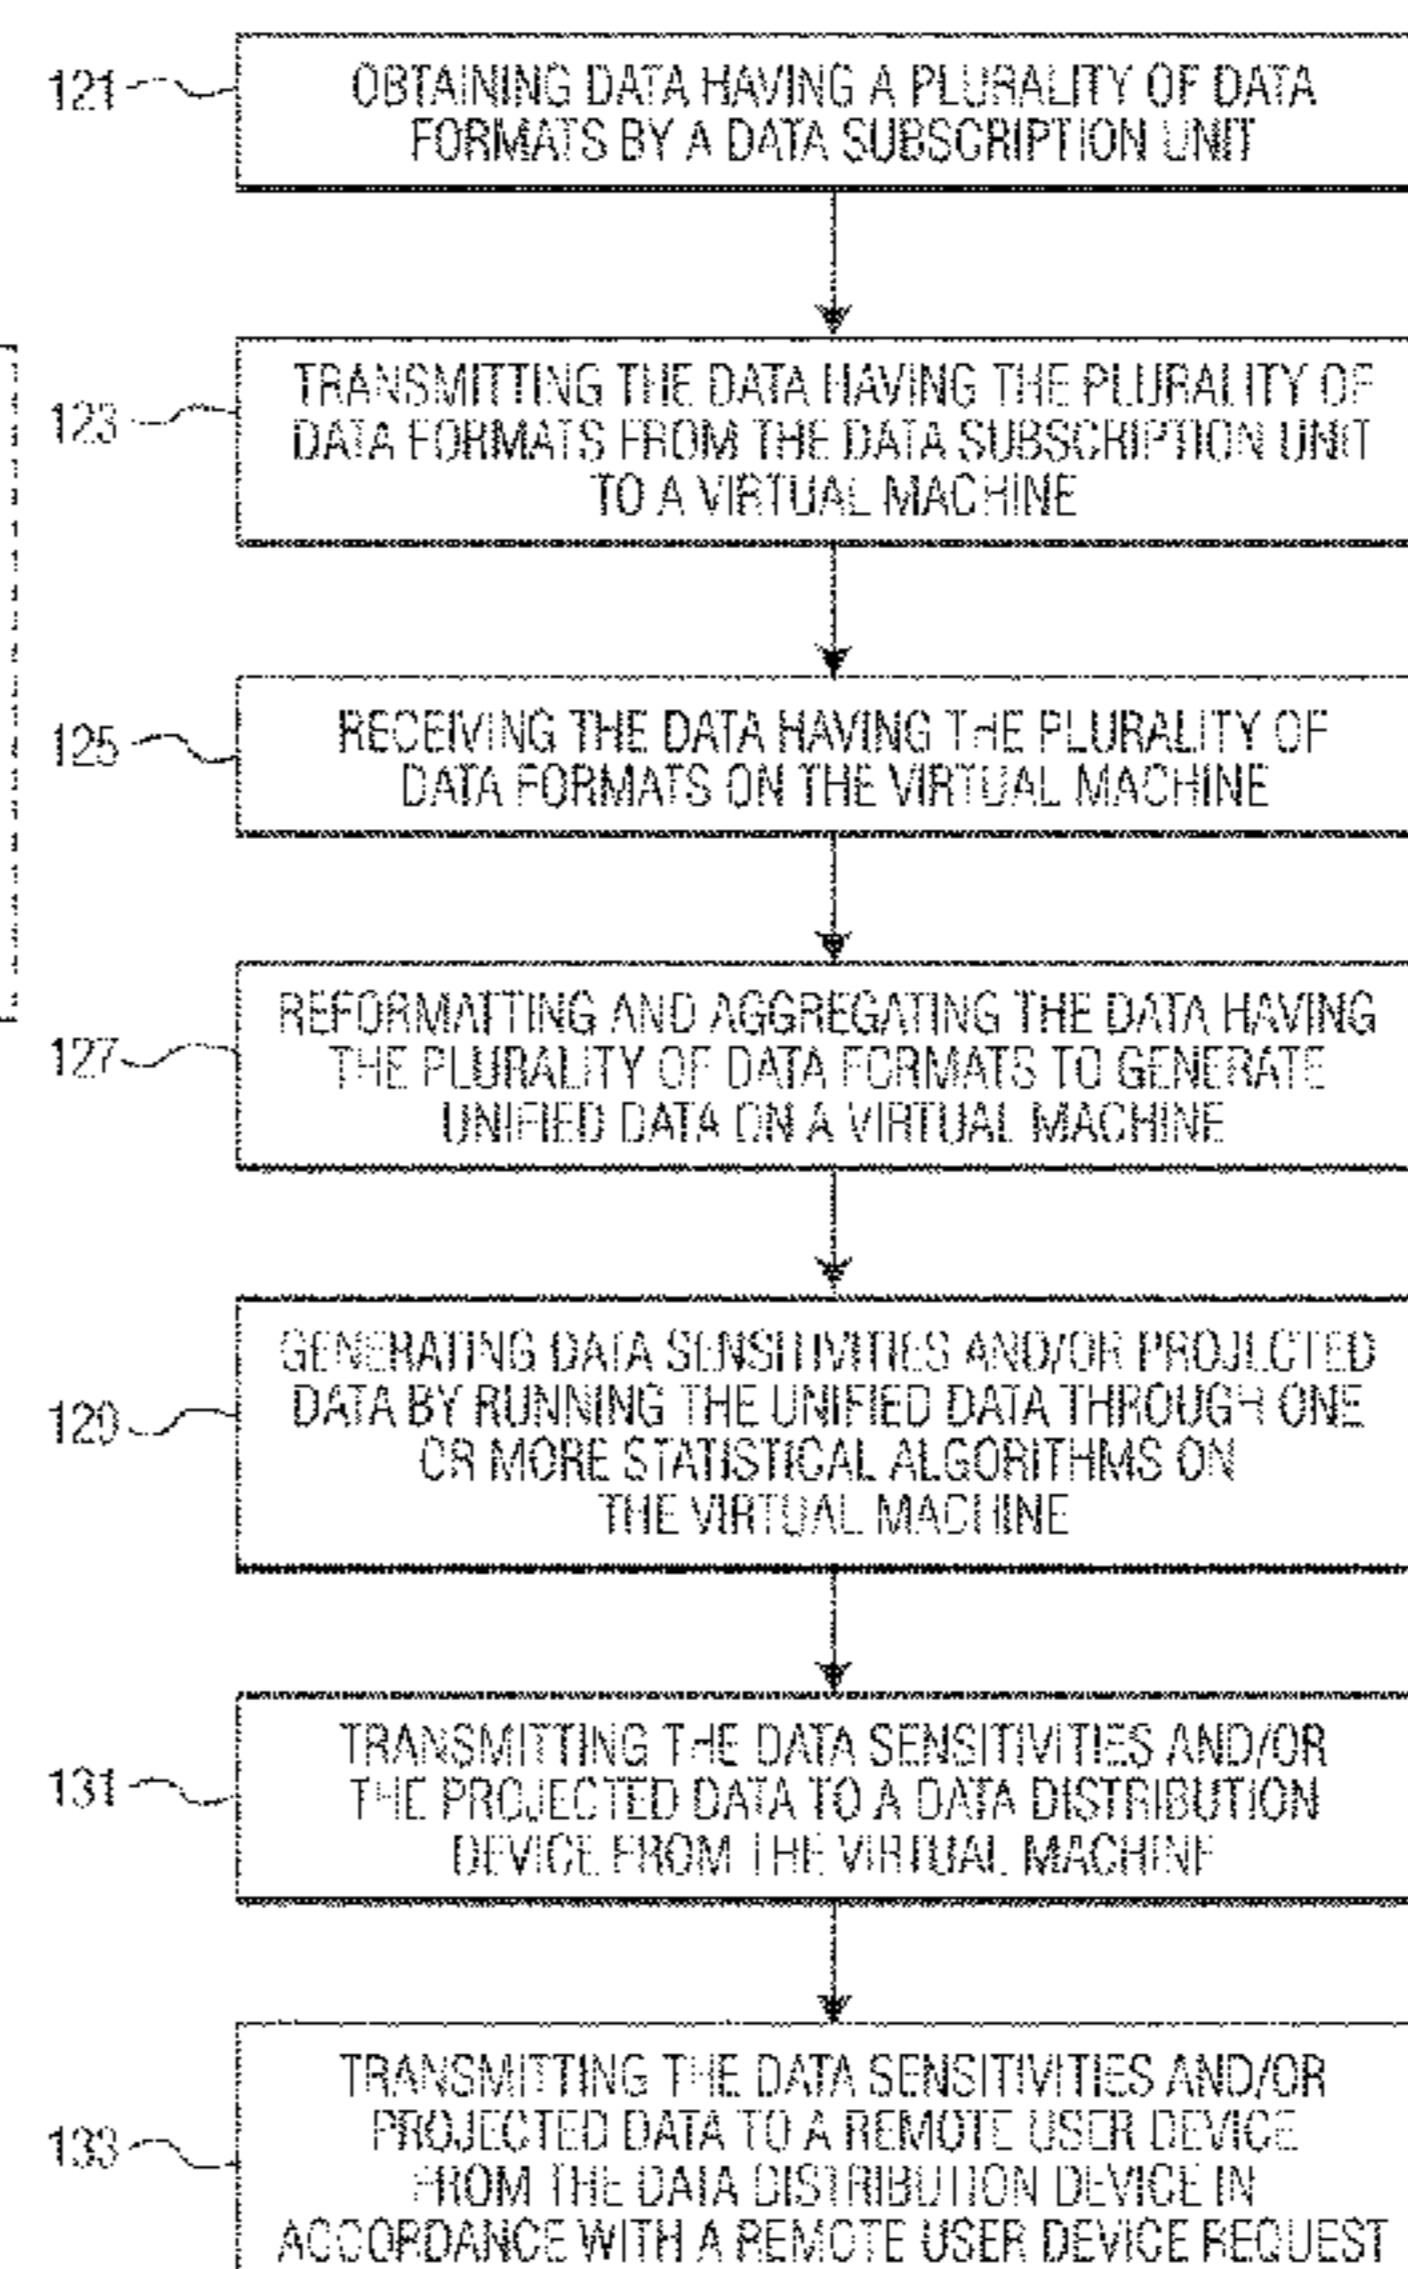 121
OBTAINING DATA HAVING A PLURALITY OF DATA
FORMATS BY A DATA SUBSCRIPTION UNIT
123
TRANSMITTING THE DATA HAVING THE PLURALITY OF
DATA FORMATS FROM THE DATA SUBSCRIPTION UNIT
TO A VIRTUAL MACHINE
125
RECEIVING THE DATA HAVING THE PLURALITY OF
DATA FORMATS ON THE VIRTUAL MACHINE
127
REFORMATTING AND AGGREGATING THE DATA HAVING
THE PLURALITY OF DATA FORMATS TO GENERATE
UNIFIED DATA ON A VIRTUAL MACHINE
129
GENERATING DATA SENSITIVITIES AND/OR PROJECTED
DATA BY RUNNING THE UNIFIED DATA THROUGH ONE
OR MORE STATISTICAL ALGORITHMS ON
THE VIRTUAL MACHINE
131
TRANSMITTING THE DATA SENSITIVITIES AND/OR
THE PROJECTED DATA TO A DATA DISTRIBUTION
DEVICE FROM THE VIRTUAL MACHINE
133
TRANSMITTING THE DATA SENSITIVITIES AND/OR
PROJECTED DATA TO A REMOTE USER DEVICE
FROM THE DATA DISTRIBUTION DEVICE IN
ACCORDANCE WITH A REMOTE USER DEVICE REQUEST